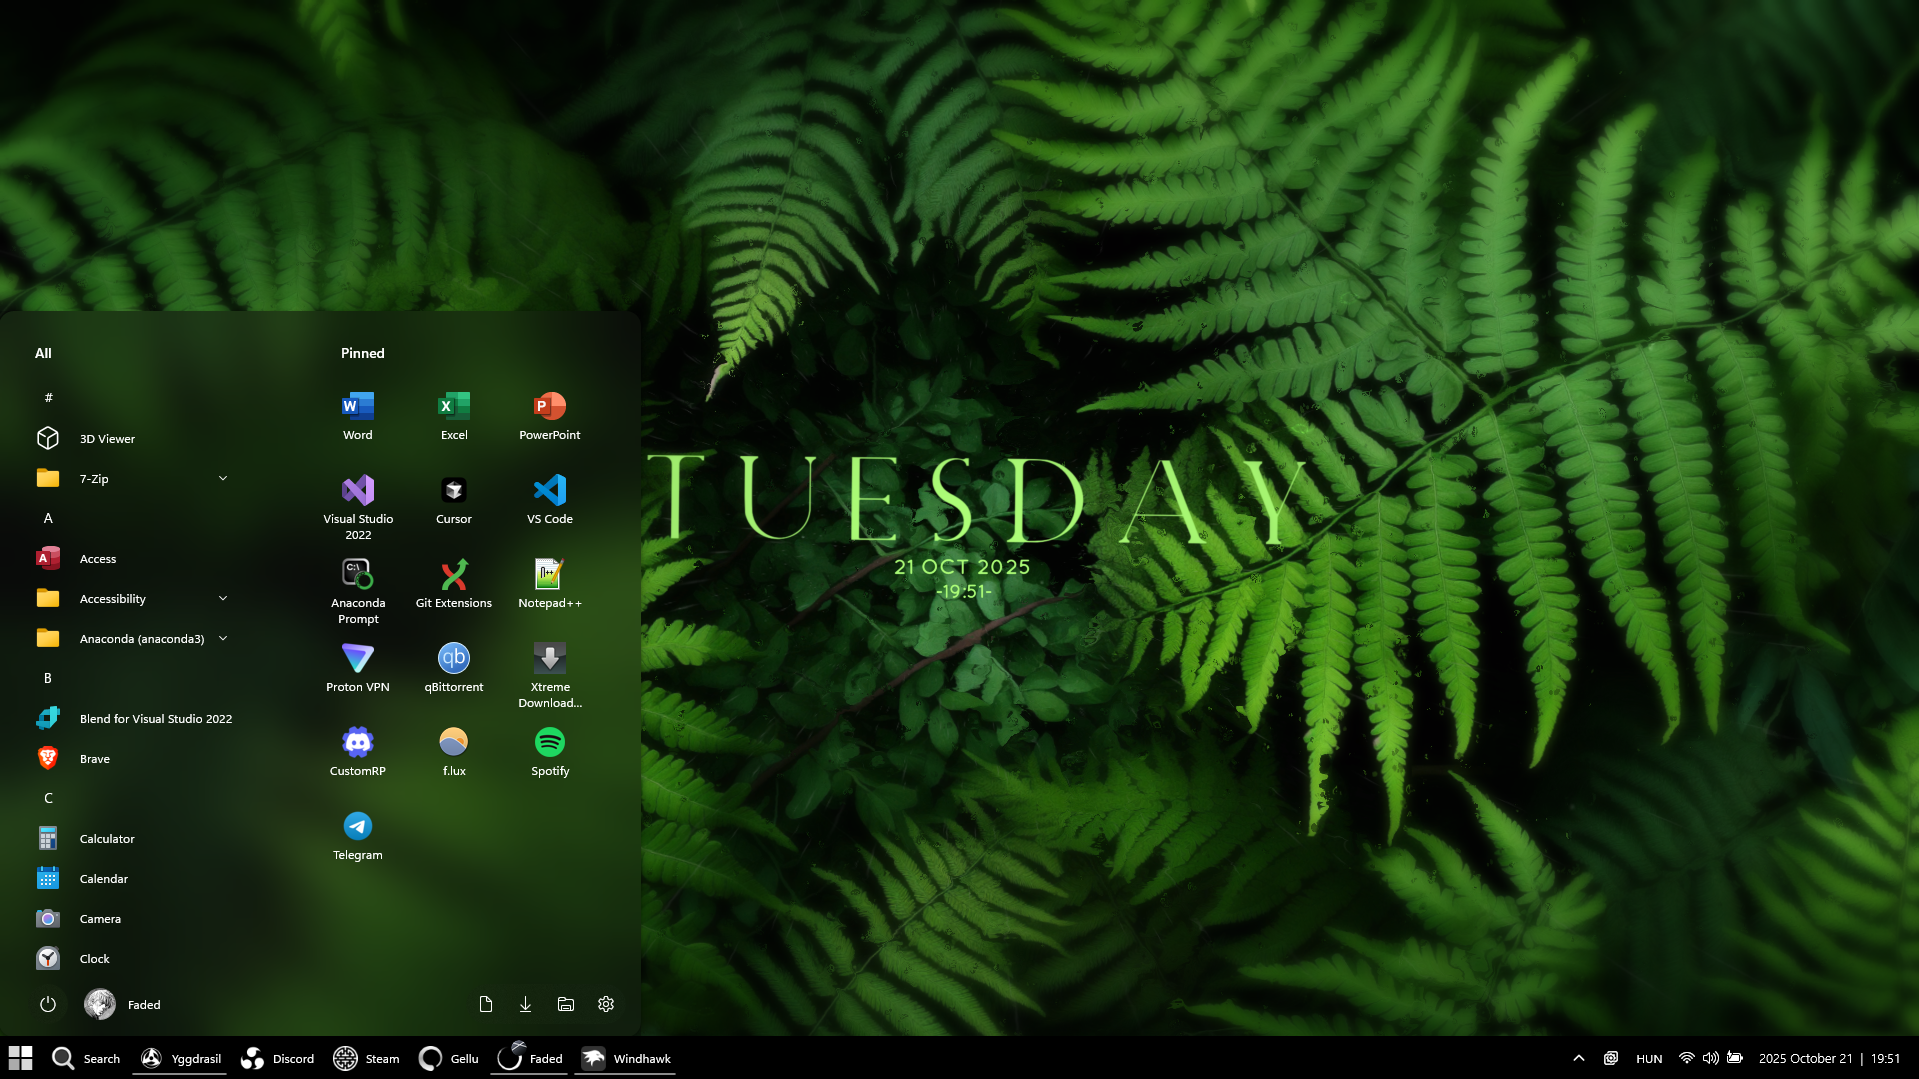 All
#
3D Viewer
7-Zip
A
Access
Accessibility
Anaconda (anaconda3)
B
Blend for Visual Studio 2022
Brave
C
Calculator
Calendar
Camera
Clock
Faded
Pinned
Word
Excel
PowerPoint
Visual Studio
2022
Cursor
VS Code
Anaconda
Prompt
Git Extensions
Notepad++
Proton VPN
qBittorrent
Xtreme
Download...
CustomRP
f.lux
Spotify
Telegram
TUESDAY
21 OCT 2025
-19:51-
Search
Yggdrasil
Discord
Steam
Gellu
Faded
Windhawk
HUN
2025 October 21 | 19:51